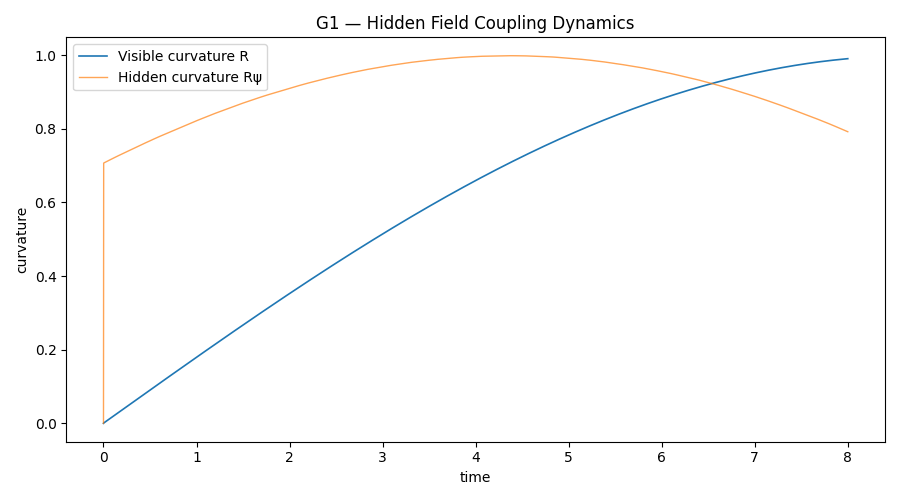 G1 — Hidden Field Coupling Dynamics
Visible curvature R
Hidden curvature Rψ
1.0
0.8
0.6
0.4
0.2
0.0
curvature
0 1 2 3 4 5 6 7 8
time